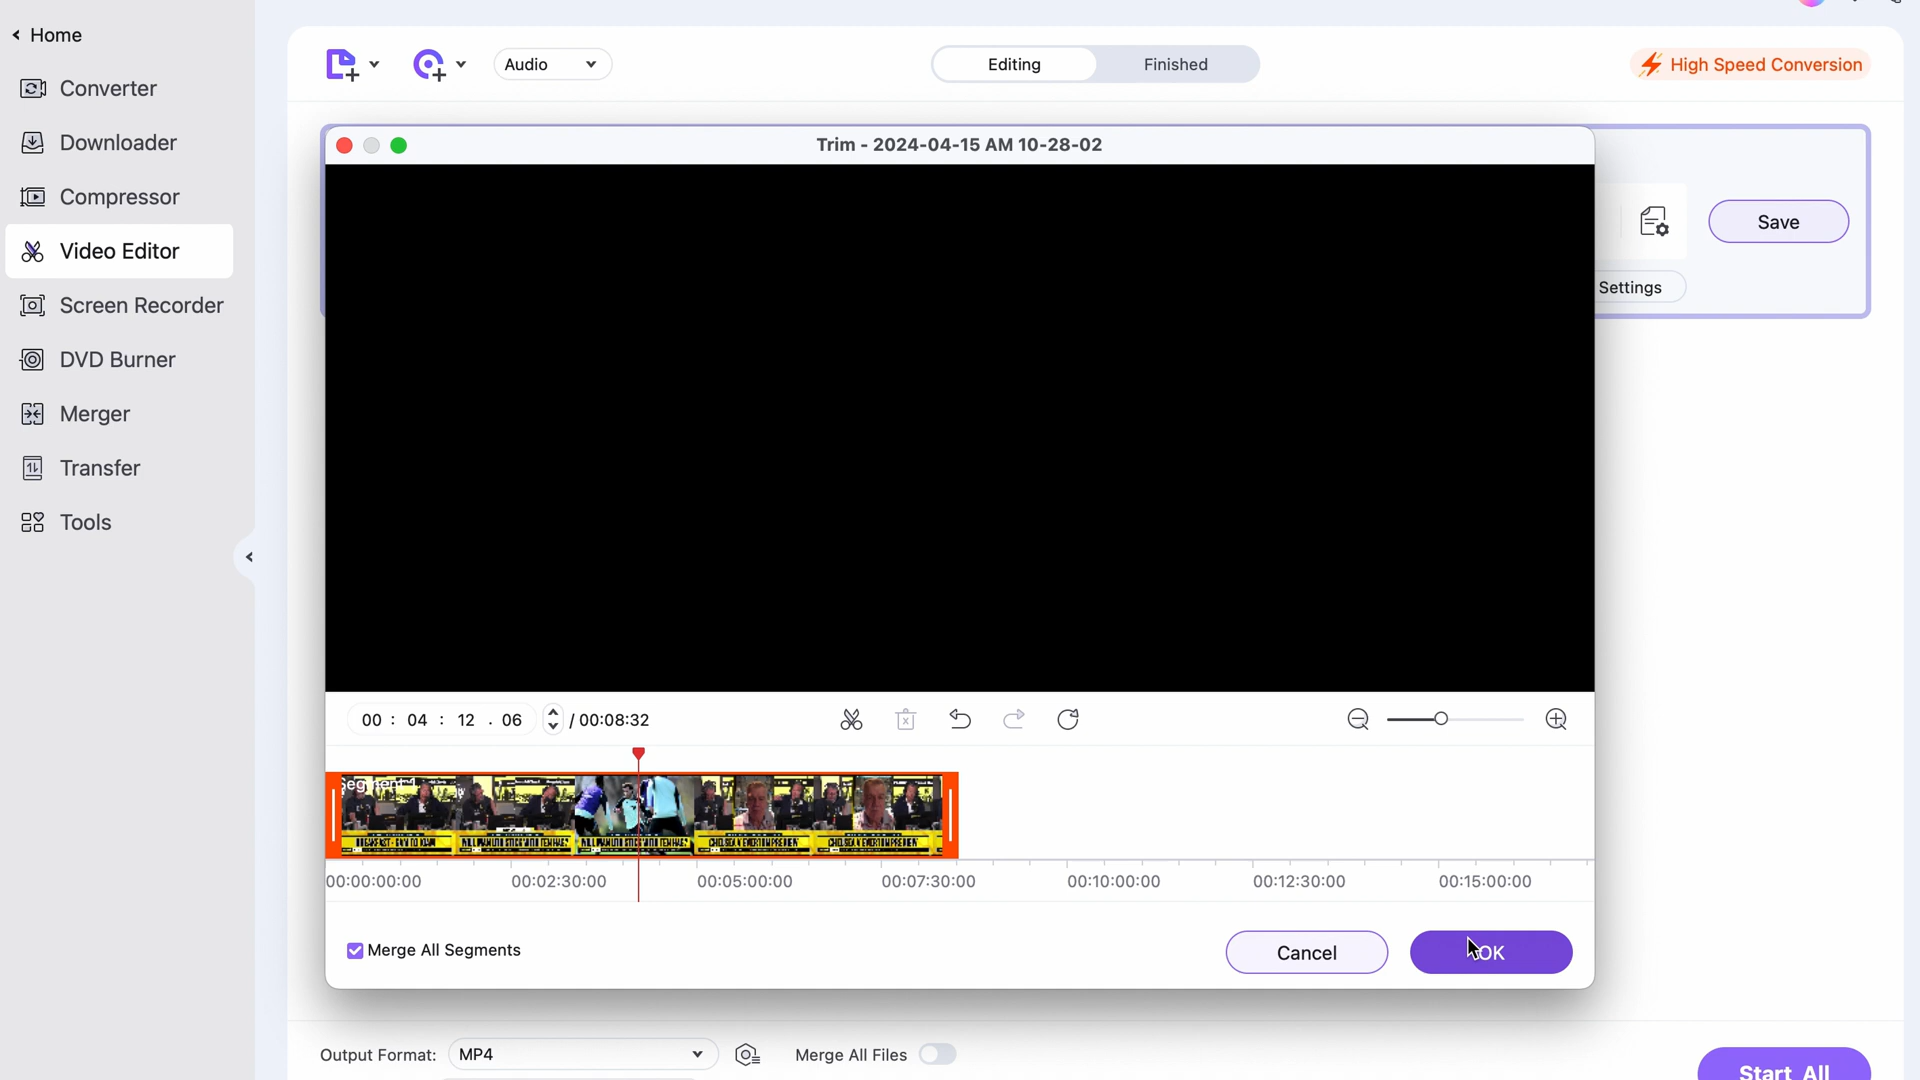 Home
Converter
Downloader
Compressor
Video Editor
Screen Recorder
DVD Burner
Merger
Transfer
Tools
Audio
Editing
Finished
High Speed Conversion
Trim - 2024-04-15 AM 10-28-02
Save
Settings
00 : 04 : 12 . 06 / 00:08:32
Segment 1
00:00:00:00 00:02:30:00 00:05:00:00 00:07:30:00 00:10:00:00 00:12:30:00 00:15:00:00
Merge All Segments
Cancel
OK
Output Format: MP4
Merge All Files
Start All